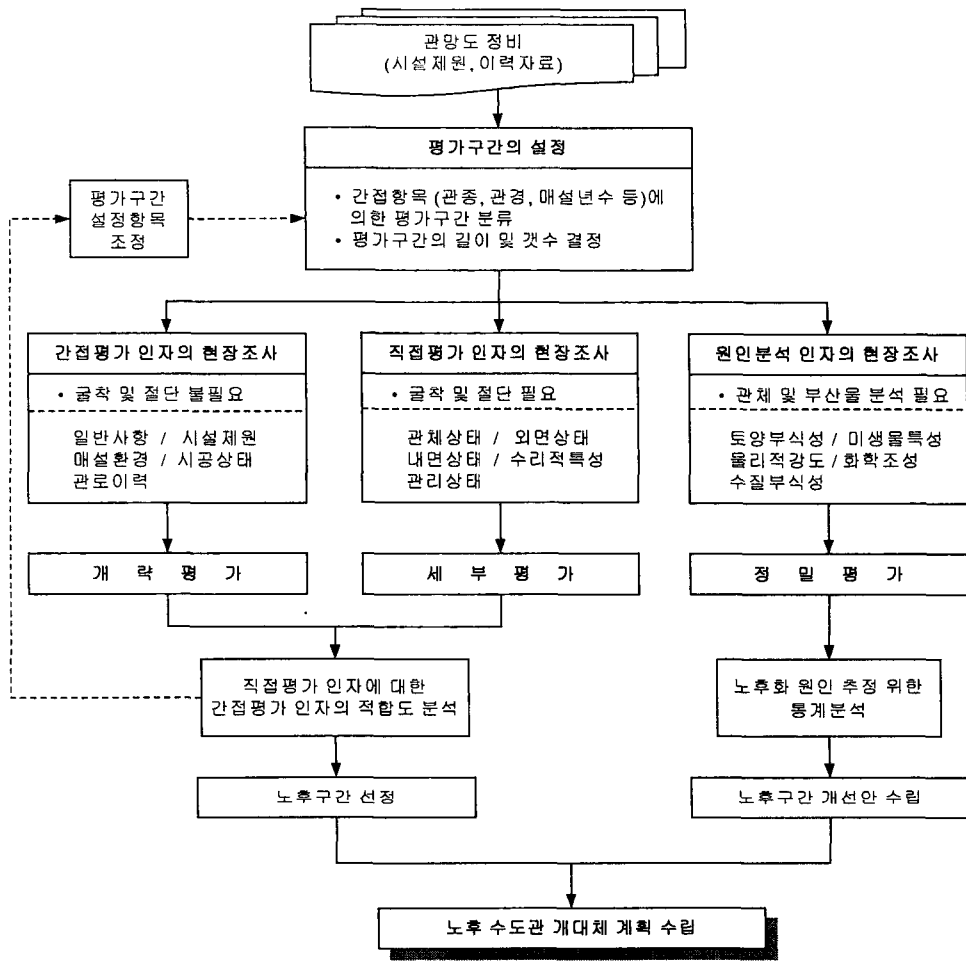 관망도 정비
(시설제원, 이력자료)
평가구간의 설정
• 간접항목 (관종, 관경, 매설년수 등)에
의한 평가구간 분류
• 평가구간의 길이 및 갯수 결정
평가구간
설정항목
조정
간접평가 인자의 현장조사
• 굴착 및 절단 불필요
일반사항 / 시설제원
매설환경 / 시공상태
관로이력
직접평가 인자의 현장조사
• 굴착 및 절단 필요
관체상태 / 외면상태
내면상태 / 수리적특성
관리상태
원인분석 인자의 현장조사
• 관체 및 부산물 분석 필요
토양부식성 / 미생물특성
물리적강도 / 화학조성
수질부식성
개 략 평 가
세 부 평 가
정 밀 평 가
직접평가 인자에 대한
간접평가 인자의 적합도 분석
노후화 원인 추정 위한
통계분석
노후구간 선정
노후구간 개선안 수립
노후 수도관 개대체 계획 수립